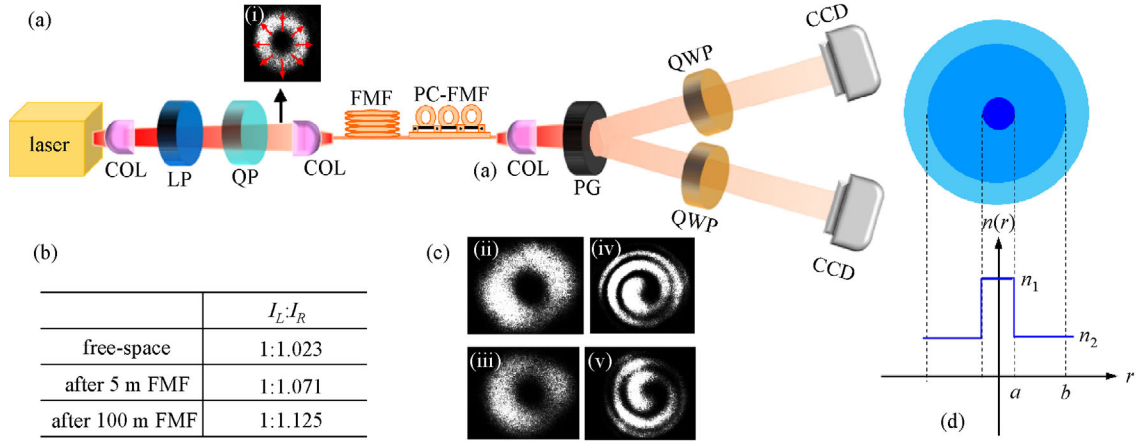 (a)
(i)
laser
COL
LP
QP
COL
FMF
PC-FMF
(a)
COL
PG
QWP
QWP
CCD
CCD
(b)
I_L:I_R
free-space 1:1.023
after 5 m FMF 1:1.071
after 100 m FMF 1:1.125
(c)
(ii)
(iv)
(iii)
(v)
n(r)
n₁
n₂
a
b
r
(d)